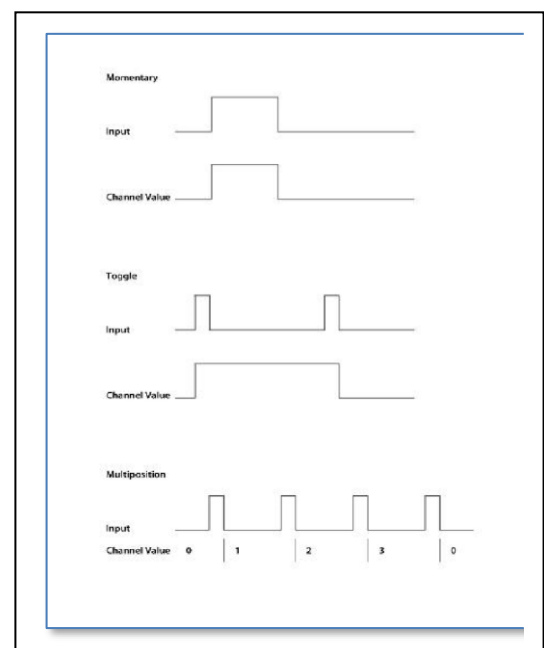 Momentary
Input
Channel Value
Toggle
Input
Channel Value
Multiposition
Input
Channel Value 0 1 2 3 0